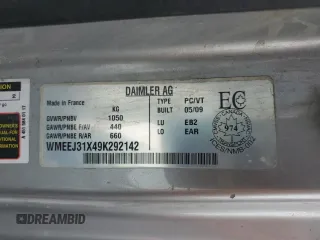 DAIMLER AG
Made in France
TYPE PC/VT
BUILT 05/09
KG
GVWR/PNBV 1050
GAWR/PNBE F/AV 440
GAWR/PNBE R/AR 660
LU EB2
LO EAR
EC
974
WMEEJ31X49K292142